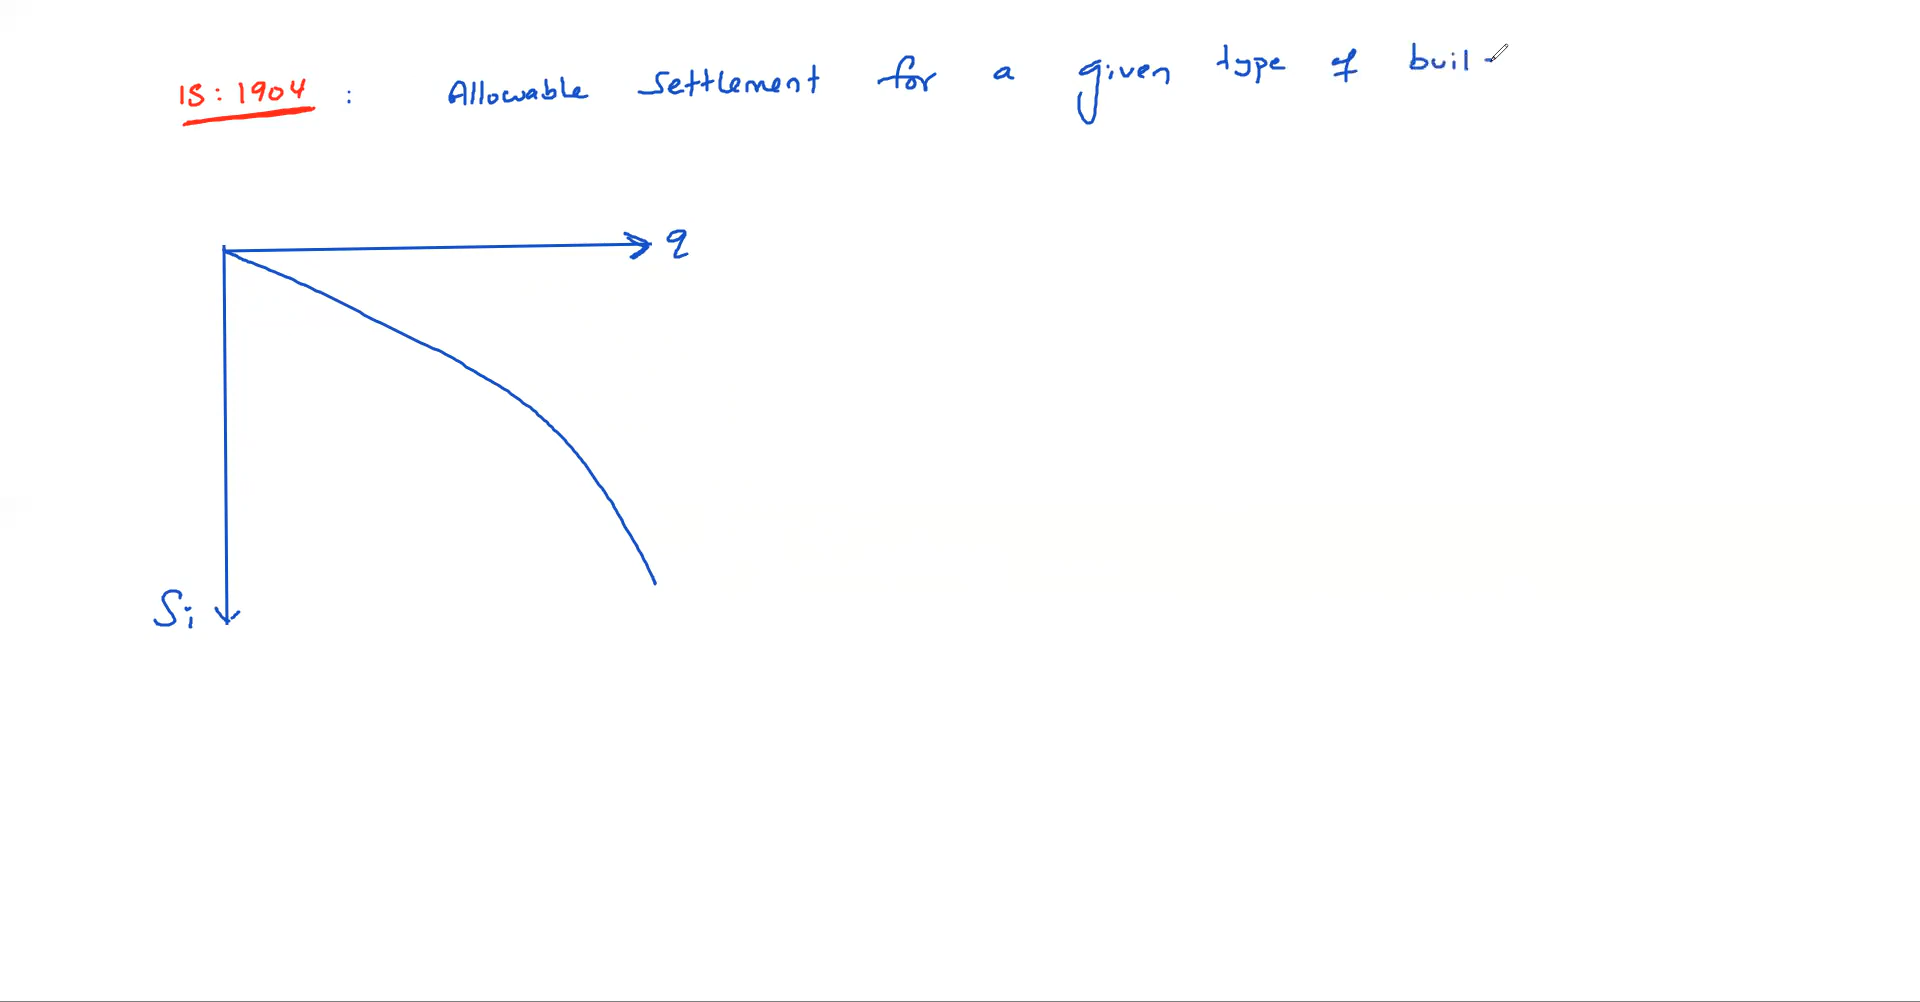 IS : 1904 : Allowable Settlement for a given type of buil
q
Si